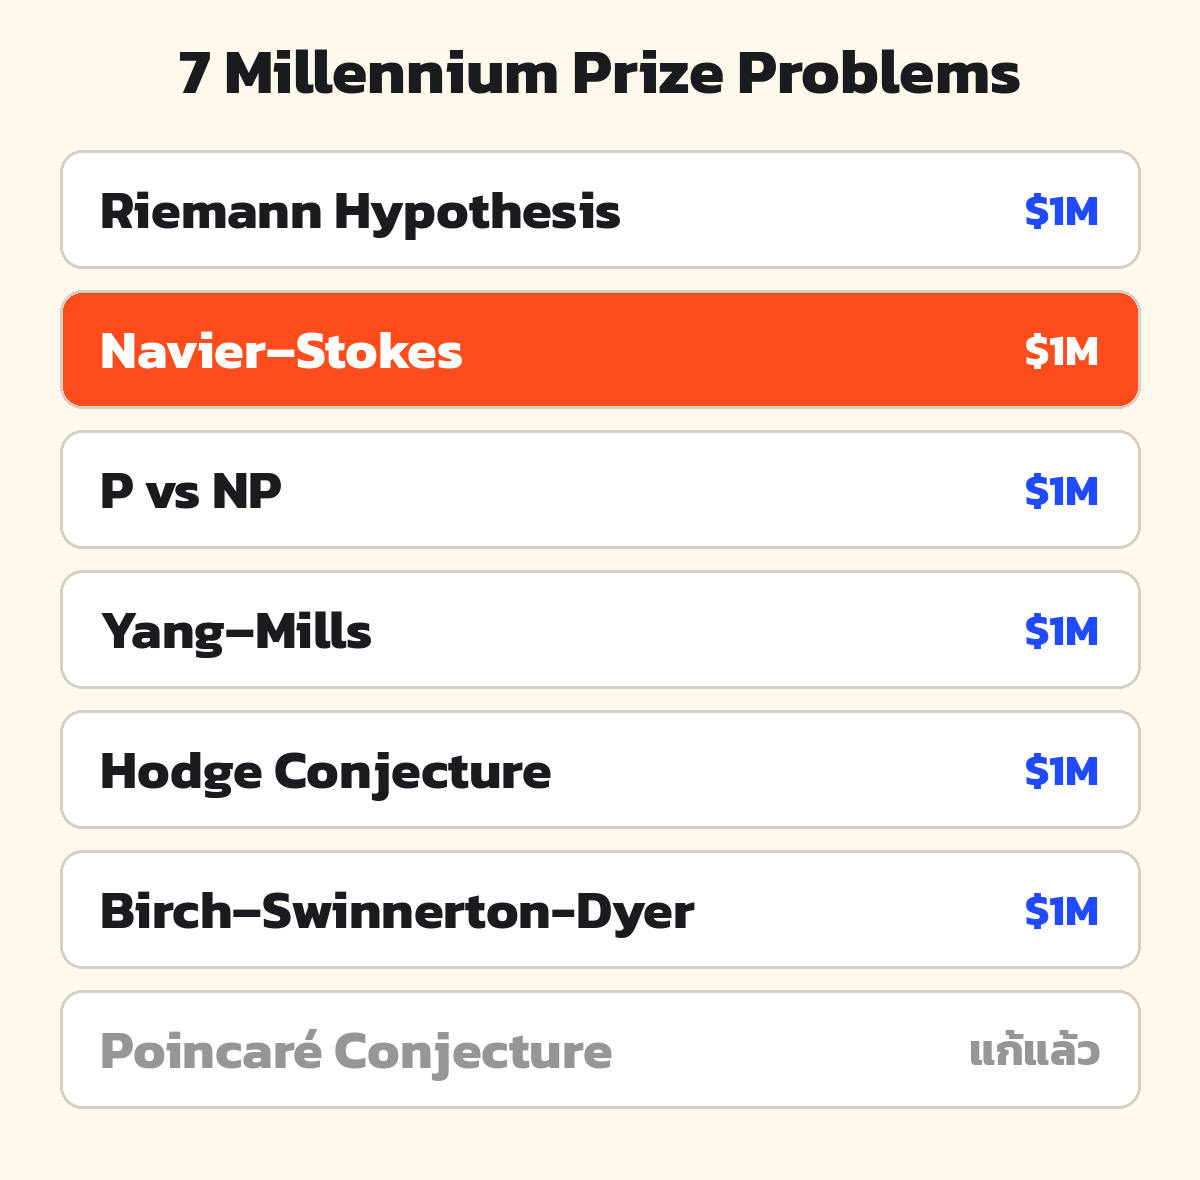 7 Millennium Prize Problems
Riemann Hypothesis $1M
Navier–Stokes $1M
P vs NP $1M
Yang–Mills $1M
Hodge Conjecture $1M
Birch–Swinnerton-Dyer $1M
Poincaré Conjecture แก้แล้ว